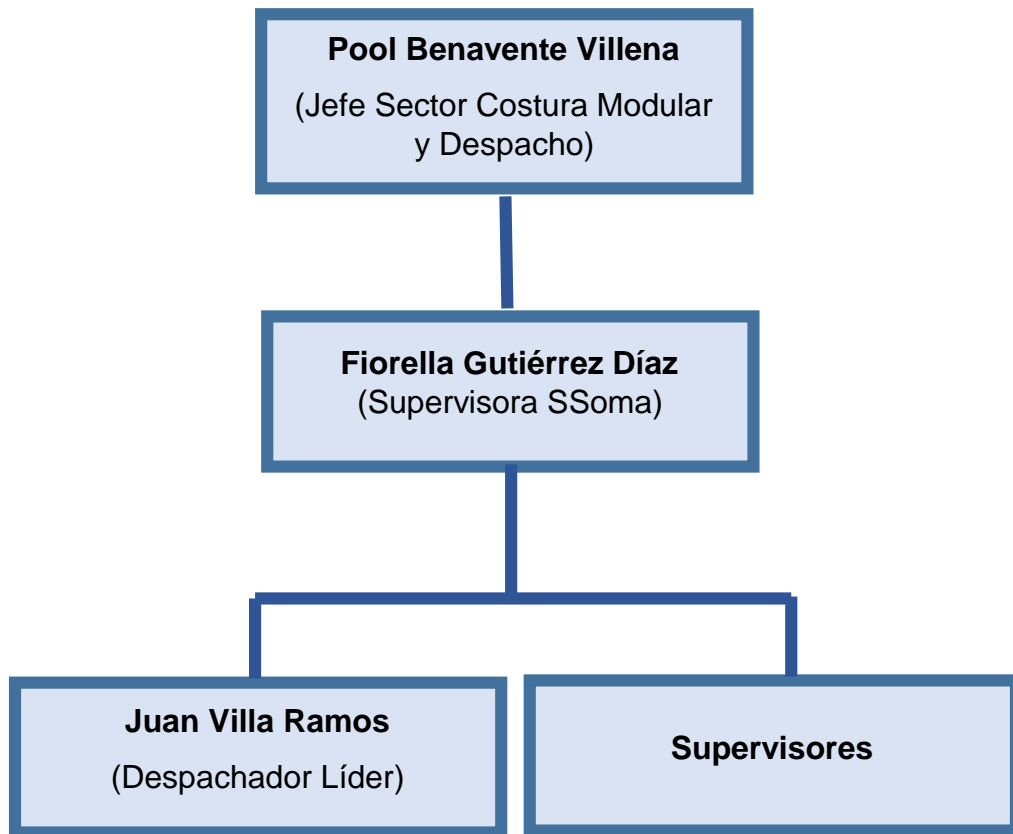 Pool Benavente Villena
(Jefe Sector Costura Modular
y Despacho)
Fiorella Gutiérrez Díaz
(Supervisora SSoma)
Juan Villa Ramos
(Despachador Líder)
Supervisores